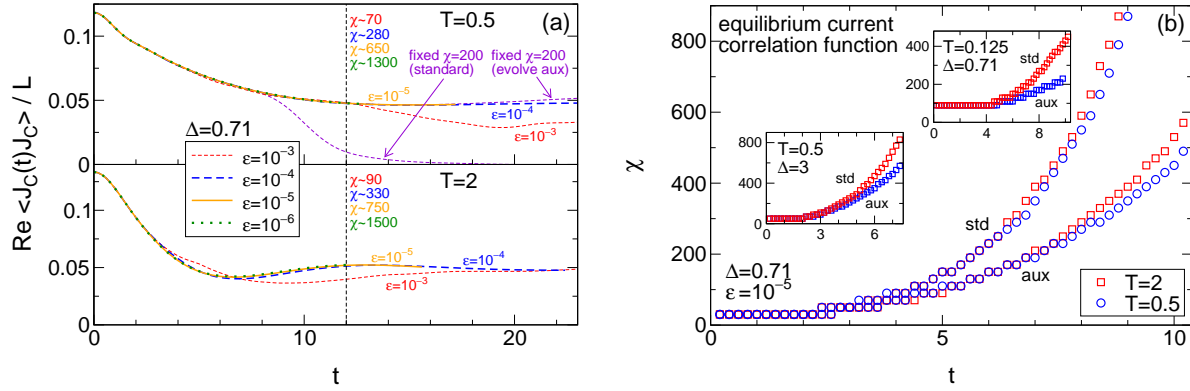 (a)
T=0.5
0.1
0.05
0
χ~70
χ~280
χ~650
χ~1300
fixed χ=200
(standard)
fixed χ=200
(evolve aux)
ε=10⁻⁵
ε=10⁻⁴
ε=10⁻³
Δ=0.71
ε=10⁻³
ε=10⁻⁴
ε=10⁻⁵
ε=10⁻⁶
T=2
0.1
0.05
0
χ~90
χ~330
χ~750
χ~1500
ε=10⁻⁵
ε=10⁻⁴
ε=10⁻³
Re <J_C(t)J_C> / L
0 10 20
t
(b)
equilibrium current
correlation function
T=0.125
Δ=0.71
std
aux
400
200
0
0 4 8
T=0.5
Δ=3
std
aux
800
400
0
0 3 6
std
aux
Δ=0.71
ε=10⁻⁵
T=2
T=0.5
800
600
400
200
0
χ
5 10
t